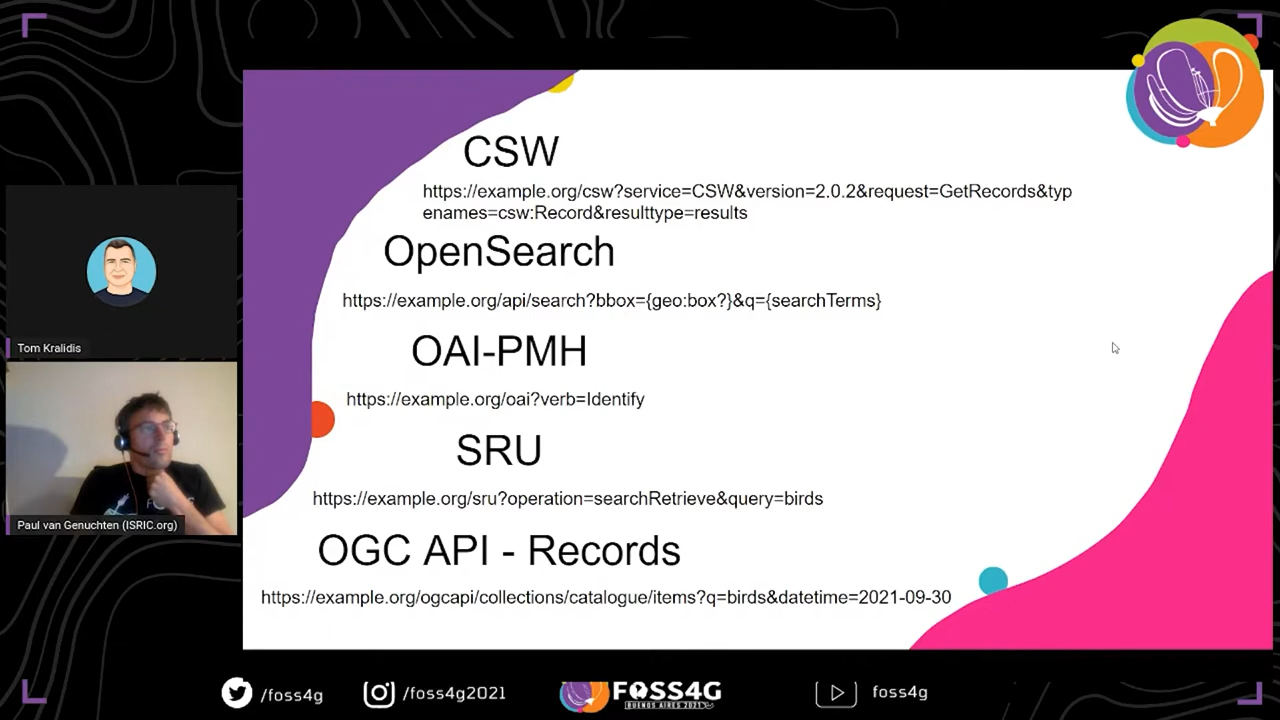 CSW
https://example.org/csw?service=CSW&version=2.0.2&request=GetRecords&typ
enames=csw:Record&resulttype=results
OpenSearch
https://example.org/api/search?bbox={geo:box?}&q={searchTerms}
OAI-PMH
https://example.org/oai?verb=Identify
SRU
https://example.org/sru?operation=searchRetrieve&query=birds
OGC API - Records
https://example.org/ogcapi/collections/catalogue/items?q=birds&datetime=2021-09-30
Tom Kralidis
Paul van Genuchten (ISRIC.org)
/foss4g
/foss4g2021
FOSS4G
BUENOS AIRES 2021
foss4g